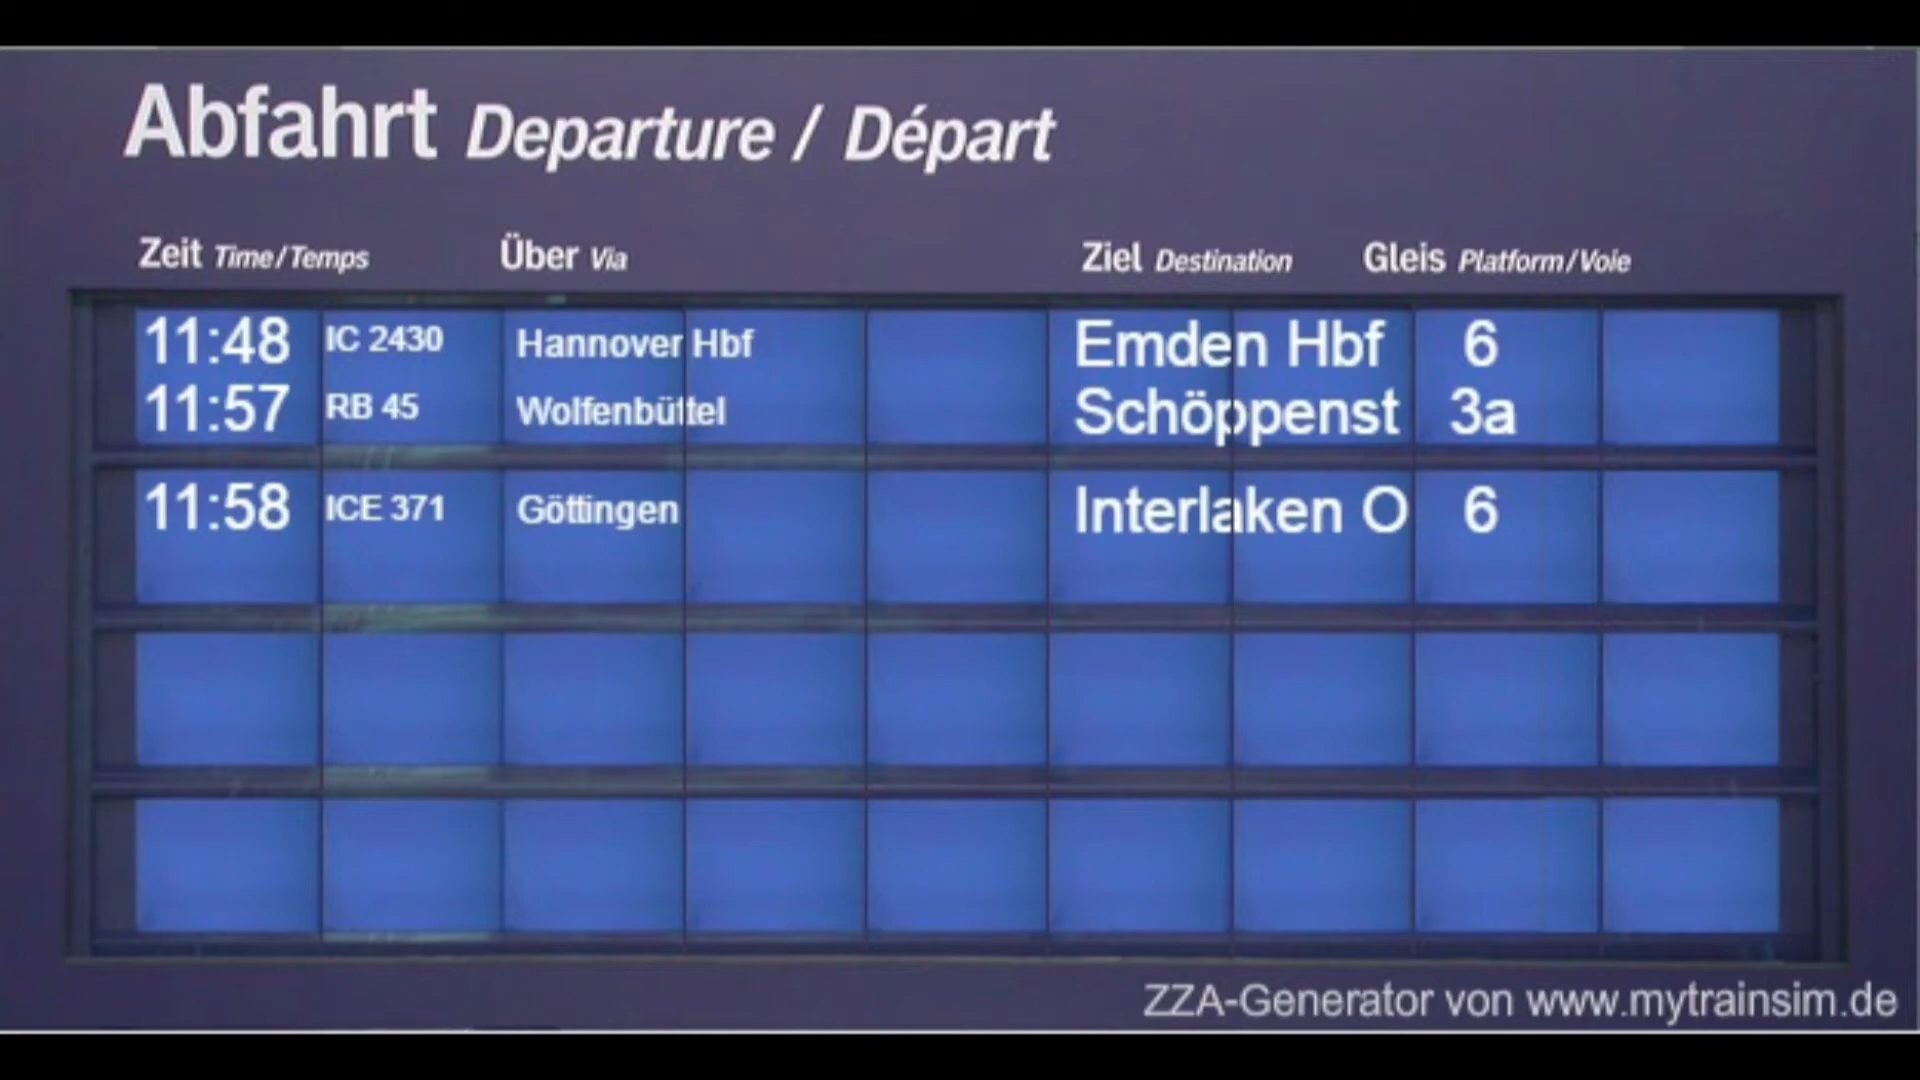 Abfahrt Departure / Départ
Zeit Time/Temps Über Via Ziel Destination Gleis Platform/Voie
11:48 IC 2430 Hannover Hbf Emden Hbf 6
11:57 RB 45 Wolfenbüttel Schöppenst 3a
11:58 ICE 371 Göttingen Interlaken O 6
ZZA-Generator von www.mytrainsim.de